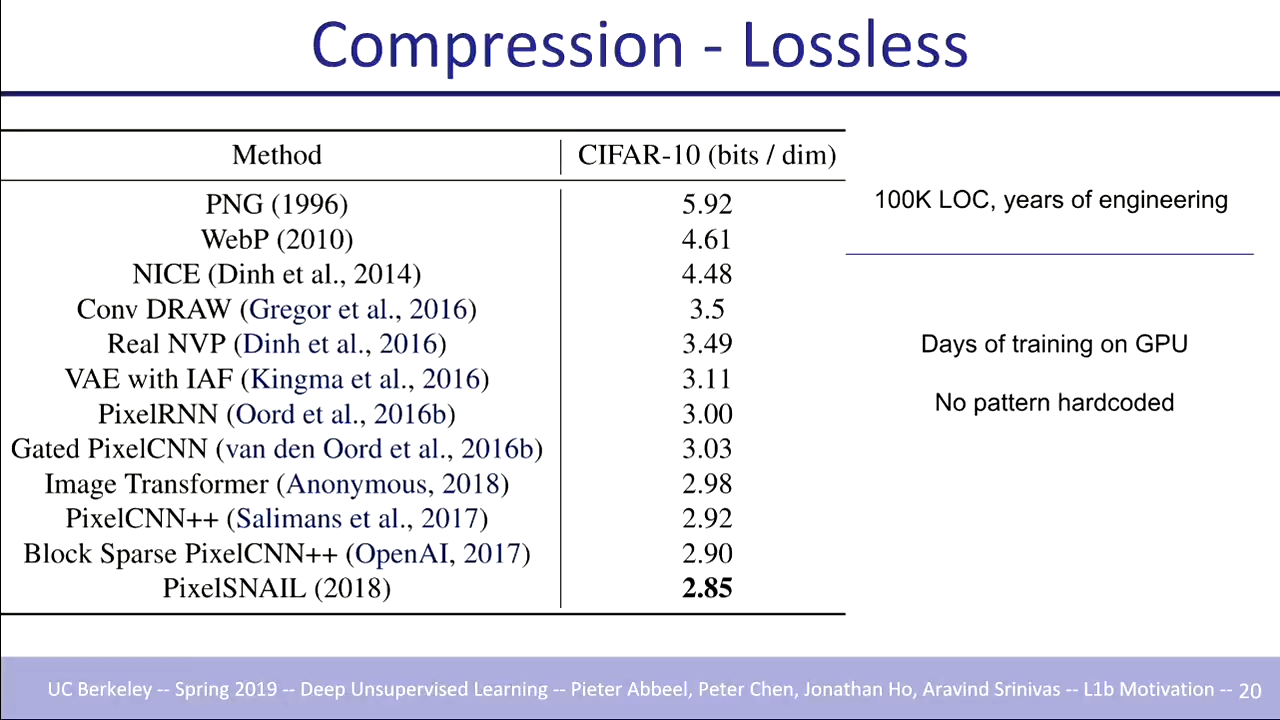 Compression - Lossless
Method CIFAR-10 (bits / dim)
PNG (1996) 5.92
WebP (2010) 4.61
NICE (Dinh et al., 2014) 4.48
Conv DRAW (Gregor et al., 2016) 3.5
Real NVP (Dinh et al., 2016) 3.49
VAE with IAF (Kingma et al., 2016) 3.11
PixelRNN (Oord et al., 2016b) 3.00
Gated PixelCNN (van den Oord et al., 2016b) 3.03
Image Transformer (Anonymous, 2018) 2.98
PixelCNN++ (Salimans et al., 2017) 2.92
Block Sparse PixelCNN++ (OpenAI, 2017) 2.90
PixelSNAIL (2018) 2.85
100K LOC, years of engineering
Days of training on GPU
No pattern hardcoded
UC Berkeley -- Spring 2019 -- Deep Unsupervised Learning -- Pieter Abbeel, Peter Chen, Jonathan Ho, Aravind Srinivas -- L1b Motivation -- 20